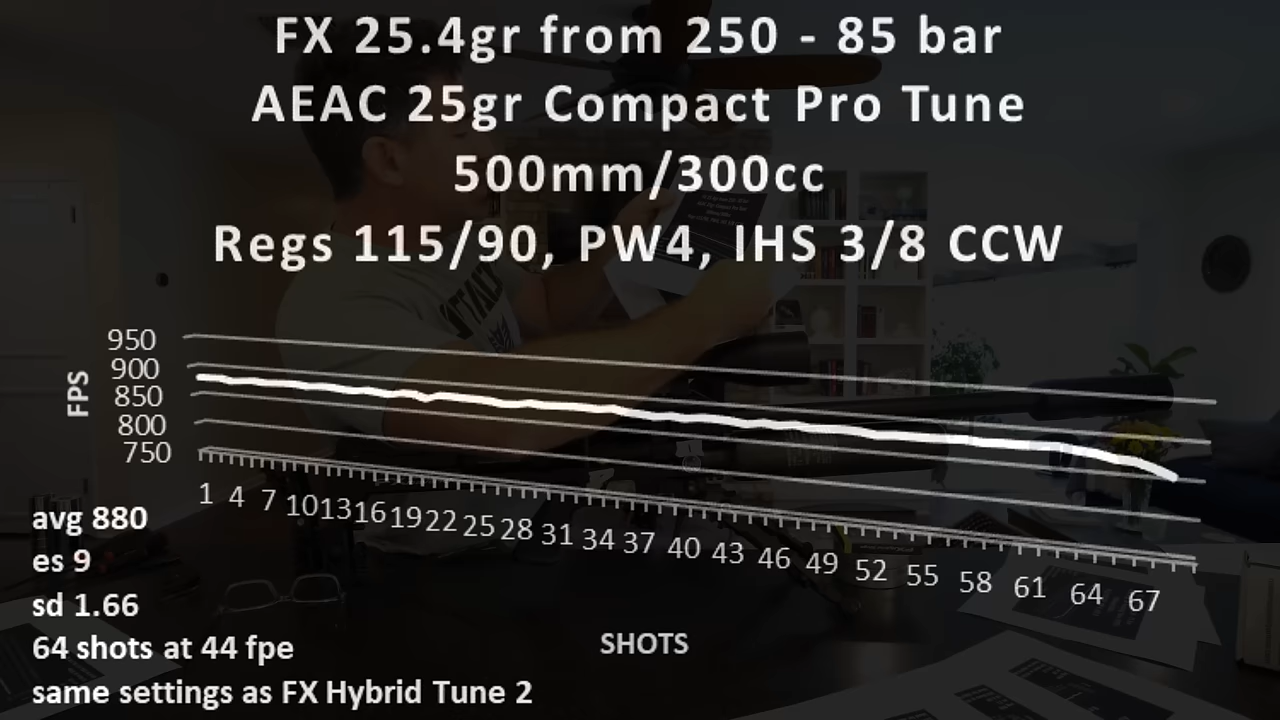 FX 25.4gr from 250 - 85 bar
AEAC 25gr Compact Pro Tune
500mm/300cc
Regs 115/90, PW4, IHS 3/8 CCW
950
900
850
800
750
FPS
1 4 7 10 13 16 19 22 25 28 31 34 37 40 43 46 49 52 55 58 61 64 67
SHOTS
avg 880
es 9
sd 1.66
64 shots at 44 fpe
same settings as FX Hybrid Tune 2